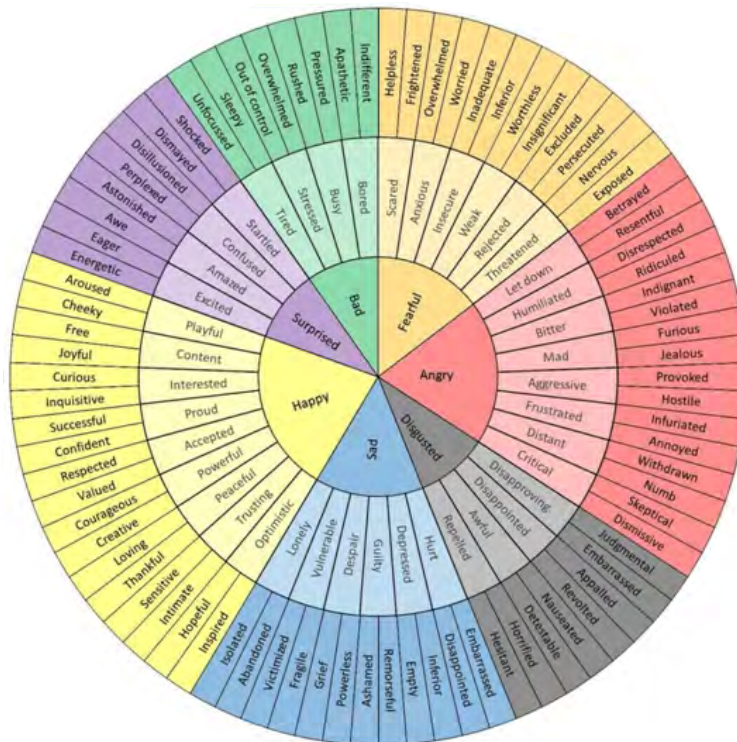 Bad
Fearful
Angry
Disgusted
Sad
Happy
Surprised
Tired
Stressed
Busy
Bored
Scared
Anxious
Insecure
Weak
Rejected
Threatened
Let down
Humiliated
Bitter
Mad
Aggressive
Frustrated
Distant
Critical
Disapproving
Disappointed
Awful
Repelled
Hurt
Depressed
Guilty
Despair
Vulnerable
Lonely
Optimistic
Trusting
Peaceful
Powerful
Accepted
Proud
Interested
Content
Playful
Excited
Amazed
Confused
Startled
Unfocussed
Sleepy
Out of control
Overwhelmed
Rushed
Pressured
Apathetic
Indifferent
Helpless
Frightened
Overwhelmed
Worried
Inadequate
Inferior
Worthless
Insignificant
Excluded
Persecuted
Nervous
Exposed
Betrayed
Resentful
Disrespected
Ridiculed
Indignant
Violated
Furious
Jealous
Provoked
Hostile
Infuriated
Annoyed
Withdrawn
Numb
Skeptical
Dismissive
Judgmental
Embarrassed
Appalled
Revolted
Nauseated
Detestable
Horrified
Hesitant
Embarrassed
Disappointed
Inferior
Empty
Remorseful
Ashamed
Powerless
Grief
Fragile
Victimized
Abandoned
Isolated
Inspired
Hopeful
Intimate
Sensitive
Thankful
Loving
Creative
Courageous
Valued
Respected
Confident
Successful
Inquisitive
Curious
Joyful
Free
Cheeky
Aroused
Energetic
Eager
Awe
Astonished
Perplexed
Disillusioned
Dismayed
Shocked